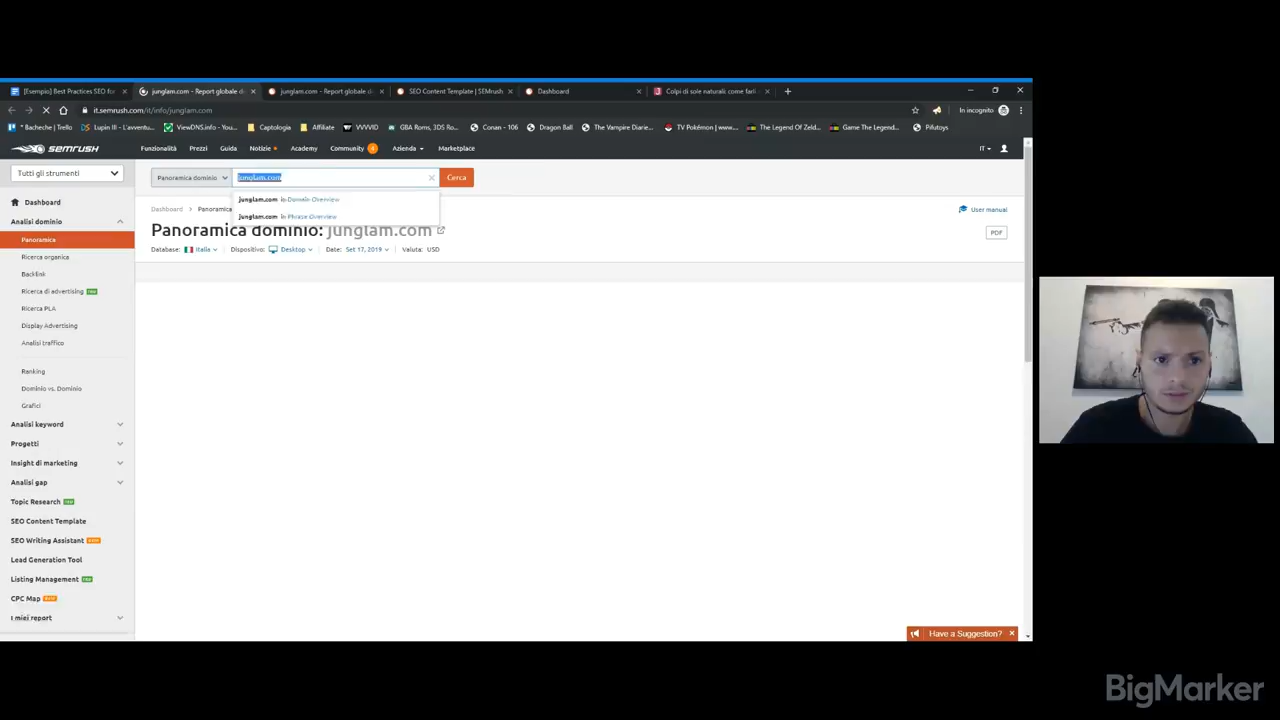 [Esempio] Best Practices SEO for
junglam.com - Report globale d
junglam.com - Report globale d
SEO Content Template | SEMrush
Dashboard
Colpi di sole naturali: come farli
it.semrush.com/it/info/junglam.com
In incognito
* Bacheche | Trello
Lupin III - L'avventu...
ViewDNS.info - You...
Captologia
Affiliate
VVVVID
GBA Roms, 3DS Ro...
Conan - 106
Dragon Ball
The Vampire Diarie...
TV Pokémon | www....
The Legend Of Zeld...
Game The Legend...
Pifutoys
SEMRUSH
Funzionalità
Prezzi
Guida
Notizie
Academy
Community 4
Azienda
Marketplace
IT
Tutti gli strumenti
Panoramica dominio
junglam.com
Cerca
junglam.com in Domain Overview
junglam.com in Phrase Overview
Dashboard > Panoram
User manual
Panoramica dominio: junglam.com
PDF
Database: Italia
Dispositivo: Desktop
Date: Set 17, 2019
Valuta: USD
Dashboard
Analisi dominio
Panoramica
Ricerca organica
Backlink
Ricerca di advertising
Ricerca PLA
Display Advertising
Analisi traffico
Ranking
Dominio vs. Dominio
Grafici
Analisi keyword
Progetti
Insight di marketing
Analisi gap
Topic Research
SEO Content Template
SEO Writing Assistant
Lead Generation Tool
Listing Management
CPC Map
I miei report
Have a Suggestion?
BigMarker